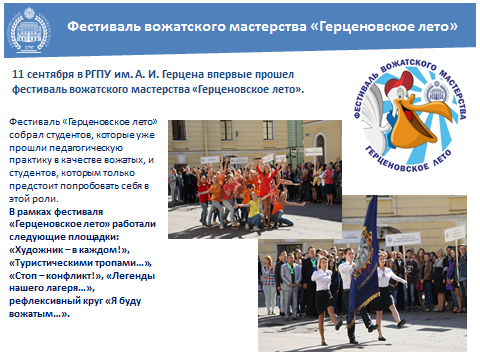 Фестиваль вожатского мастерства «Герценовское лето»
11 сентября в РГПУ им. А. И. Герцена впервые прошел
фестиваль вожатского мастерства «Герценовское лето».
ФЕСТИВАЛЬ ВОЖАТСКОГО МАСТЕРСТВА
ГЕРЦЕНОВСКОЕ ЛЕТО
Фестиваль «Герценовское лето»
собрал студентов, которые уже
прошли педагогическую
практику в качестве вожатых, и
студентов, которым только
предстоит попробовать себя в
этой роли.
В рамках фестиваля
«Герценовское лето» работали
следующие площадки:
«Художник – в каждом!»,
«Туристическими тропами…»,
«Стоп – конфликт!», «Легенды
нашего лагеря…»,
рефлексивный круг «Я буду
вожатым…».